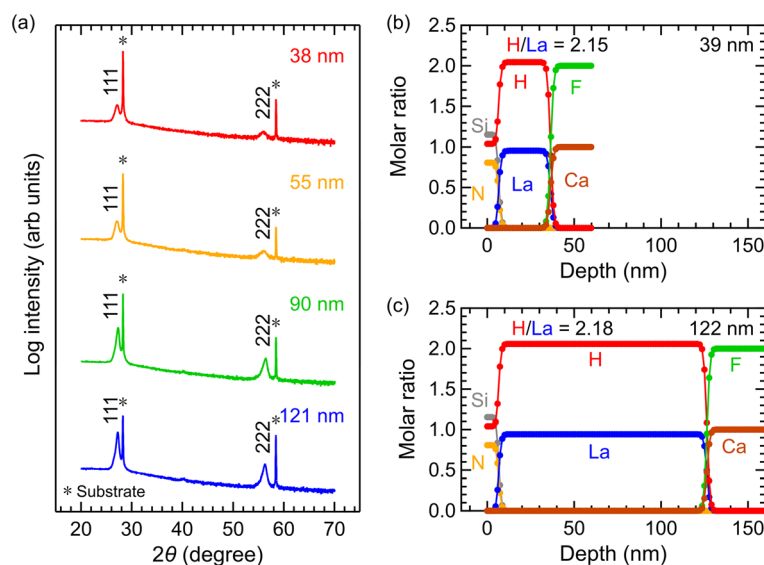 (a)
*
111
38 nm
222
*
*
111
55 nm
222
*
*
111
90 nm
222
*
*
111
121 nm
222
*
* Substrate
Log intensity (arb units)
20 30 40 50 60 70
2θ (degree)
(b)
H/La = 2.15 39 nm
2.0
1.5
1.0
0.5
0.0
Molar ratio
H
F
Si
N
La
Ca
0 50 100 150
Depth (nm)
(c)
H/La = 2.18 122 nm
2.0
1.5
1.0
0.5
0.0
Molar ratio
H
F
Si
N
La
Ca
0 50 100 150
Depth (nm)